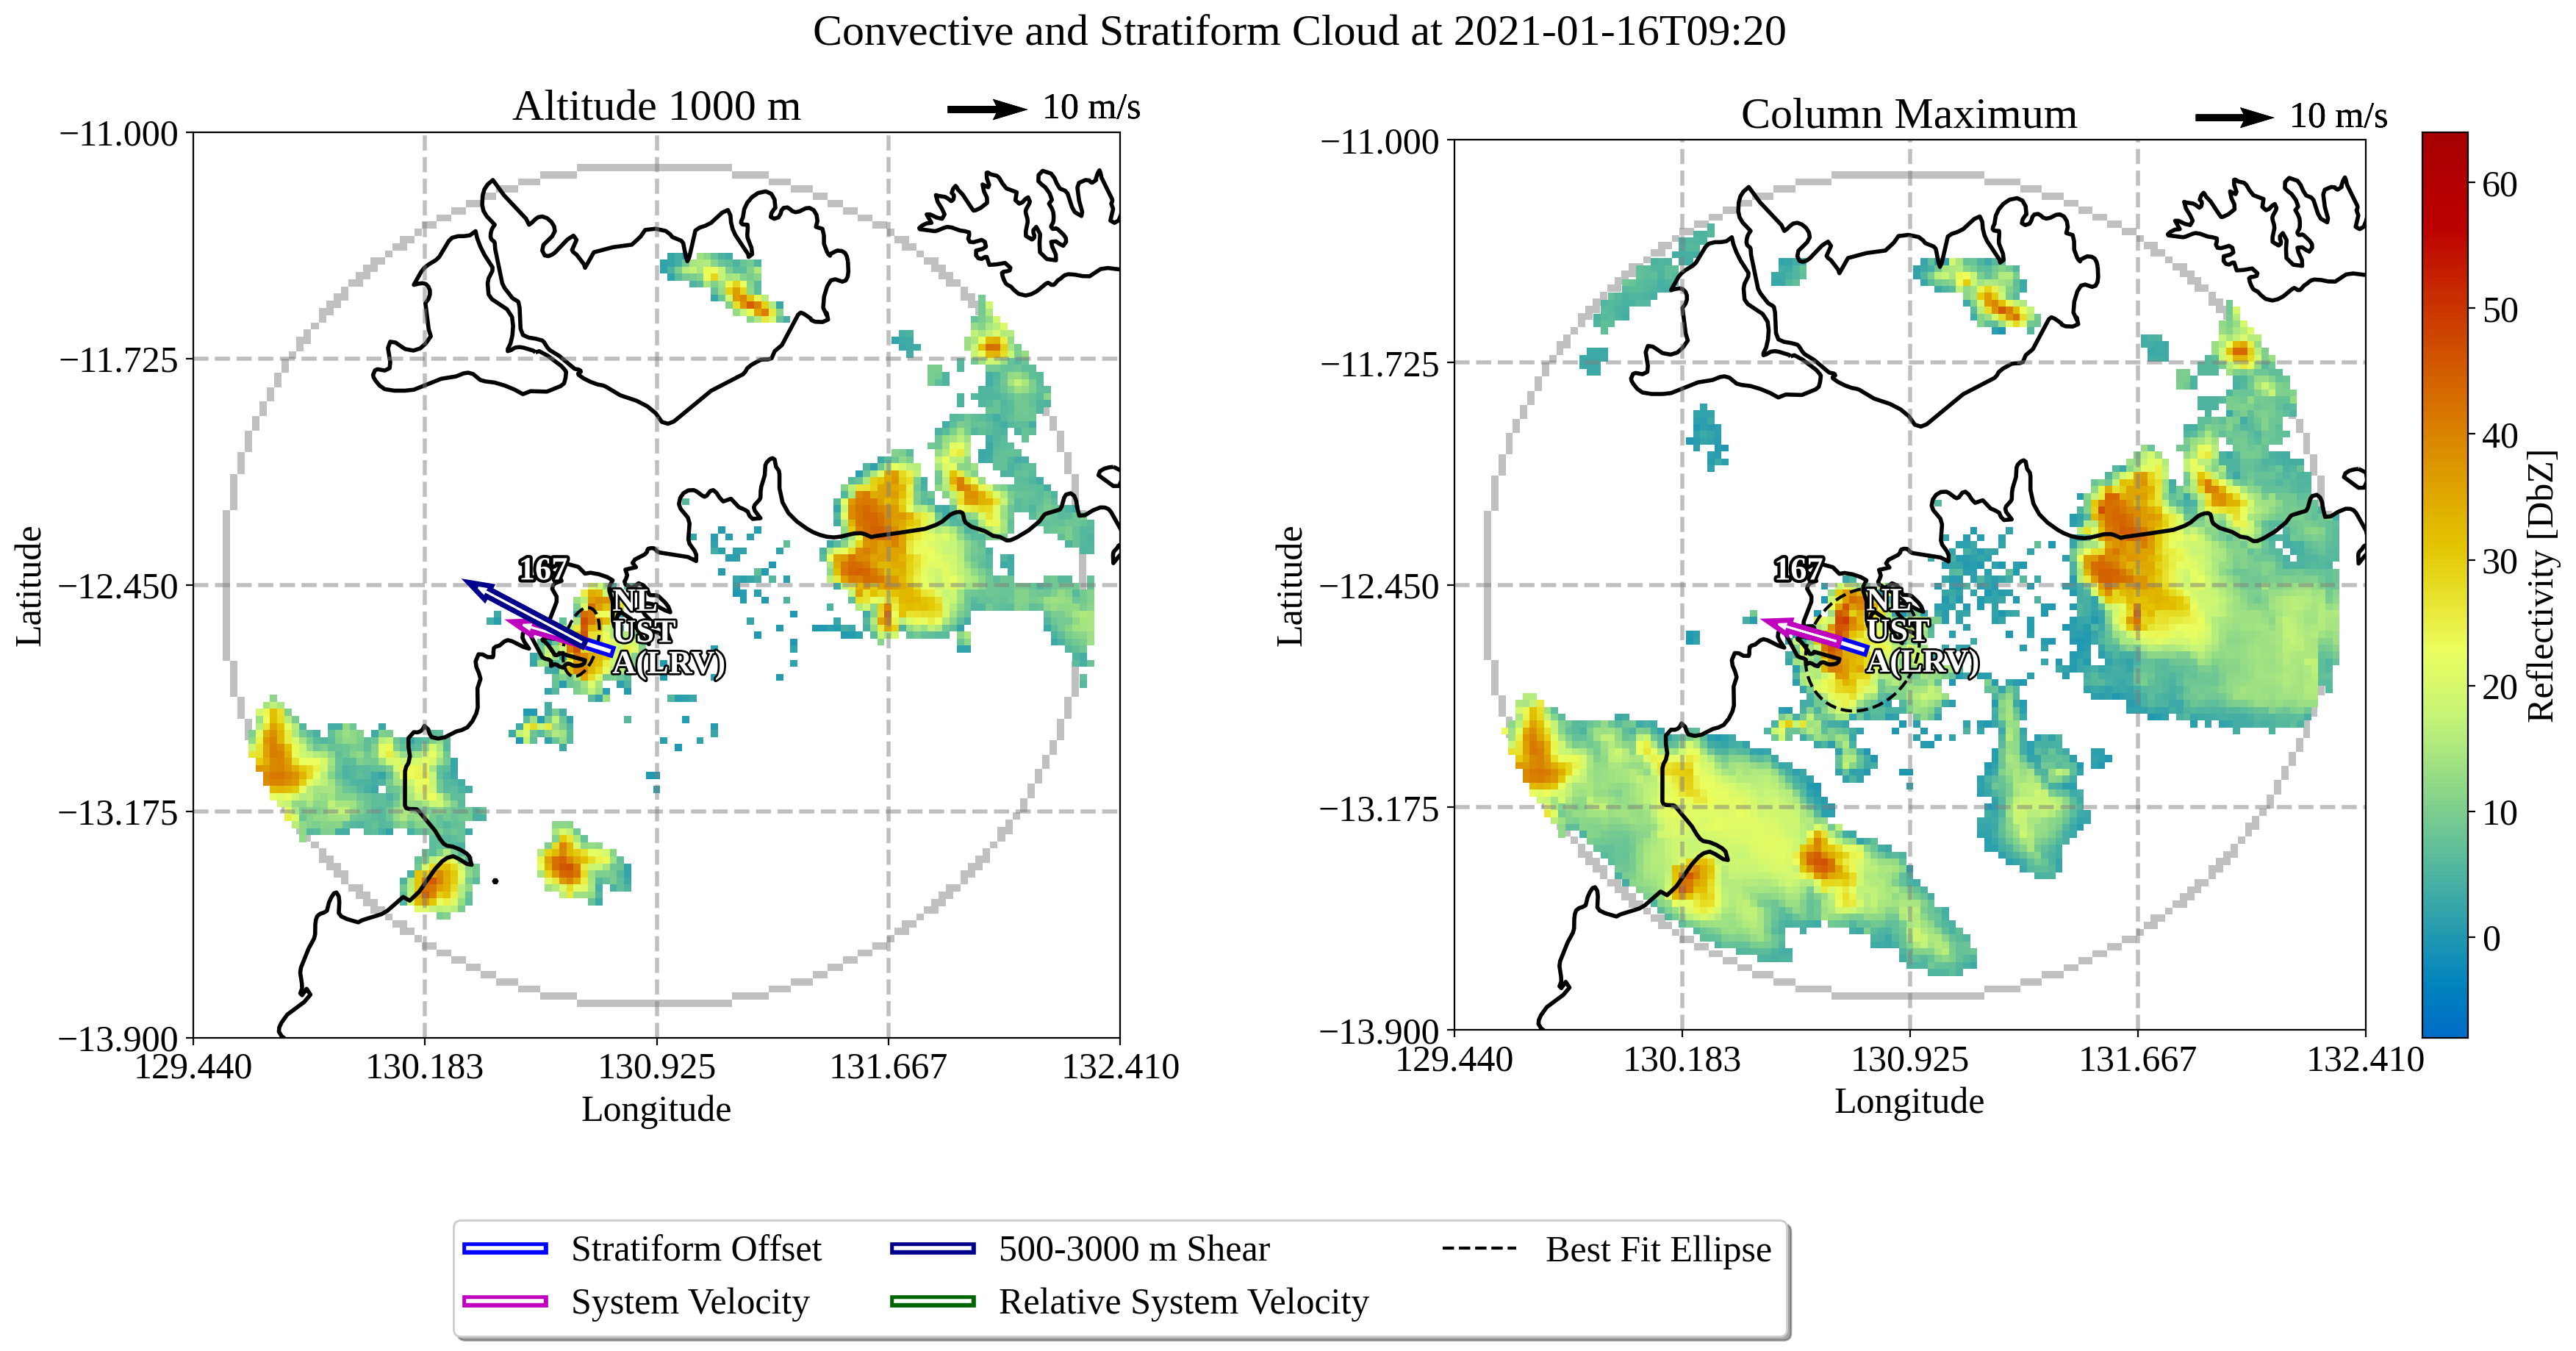 Convective and Stratiform Cloud at 2021-01-16T09:20
Altitude 1000 m
10 m/s
−11.000
−11.725
−12.450
−13.175
−13.900
129.440
130.183
130.925
131.667
132.410
Latitude
Longitude
167
NL
UST
A(LRV)
Column Maximum
10 m/s
−11.000
−11.725
−12.450
−13.175
−13.900
129.440
130.183
130.925
131.667
132.410
Latitude
Longitude
167
NL
UST
A(LRV)
60
50
40
30
20
10
0
Reflectivity [DbZ]
Stratiform Offset
System Velocity
500-3000 m Shear
Relative System Velocity
Best Fit Ellipse